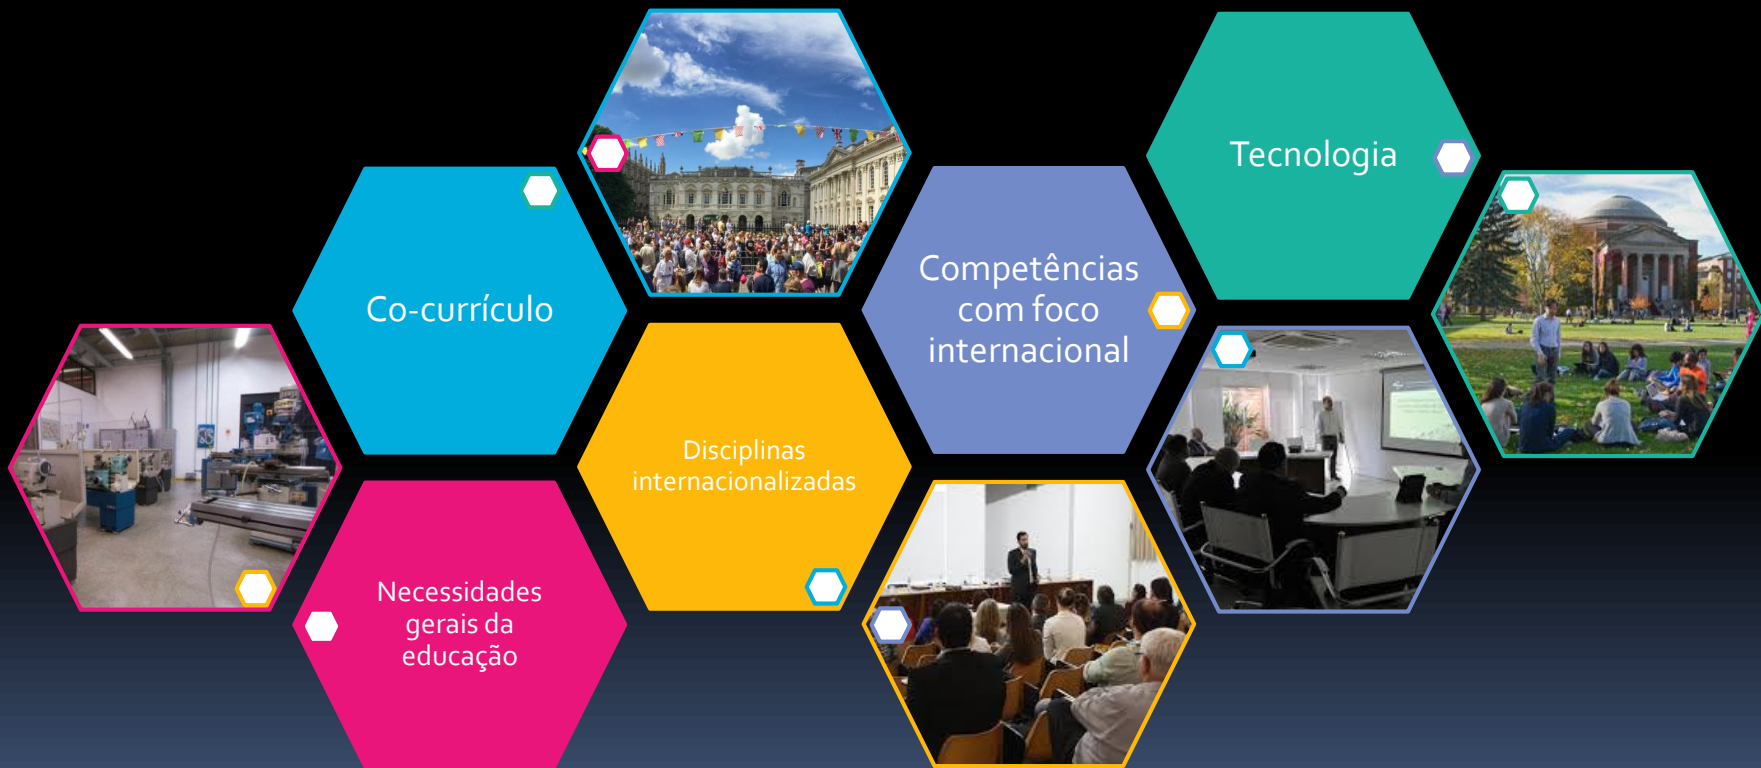 Tecnologia
Co-currículo
Competências
com foco
internacional
Disciplinas
internacionalizadas
Necessidades
gerais da
educação